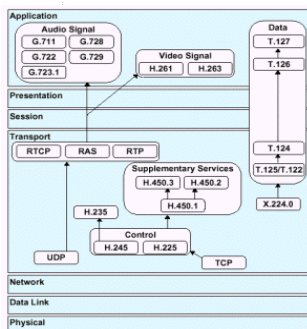 Application
Audio Signal
G.711 G.728
G.722 G.729
G.723.1
Video Signal
H.261 H.263
Data
T.127
T.126
Presentation
Session
Transport
RTCP RAS RTP
T.124
T.125/T.122
Supplementary Services
H.450.3 H.450.2
H.450.1
X.224.0
H.235
Control
H.245 H.225
UDP
TCP
Network
Data Link
Physical